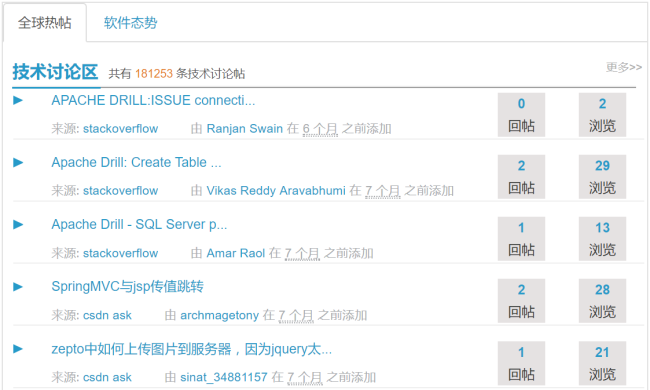 全球热帖 软件态势
技术讨论区 共有 181253 条技术讨论帖 更多>>
APACHE DRILL:ISSUE connecti... 0 2
来源: stackoverflow 由 Ranjan Swain 在 6 个月 之前添加 回帖 浏览
Apache Drill: Create Table ... 2 29
来源: stackoverflow 由 Vikas Reddy Aravabhumi 在 7 个月 之前添加 回帖 浏览
Apache Drill - SQL Server p... 1 13
来源: stackoverflow 由 Amar Raol 在 7 个月 之前添加 回帖 浏览
SpringMVC与jsp传值跳转 2 28
来源: csdn ask 由 archmagetony 在 7 个月 之前添加 回帖 浏览
zepto中如何上传图片到服务器，因为jquery太... 1 21
来源: csdn ask 由 sinat_34881157 在 7 个月 之前添加 回帖 浏览